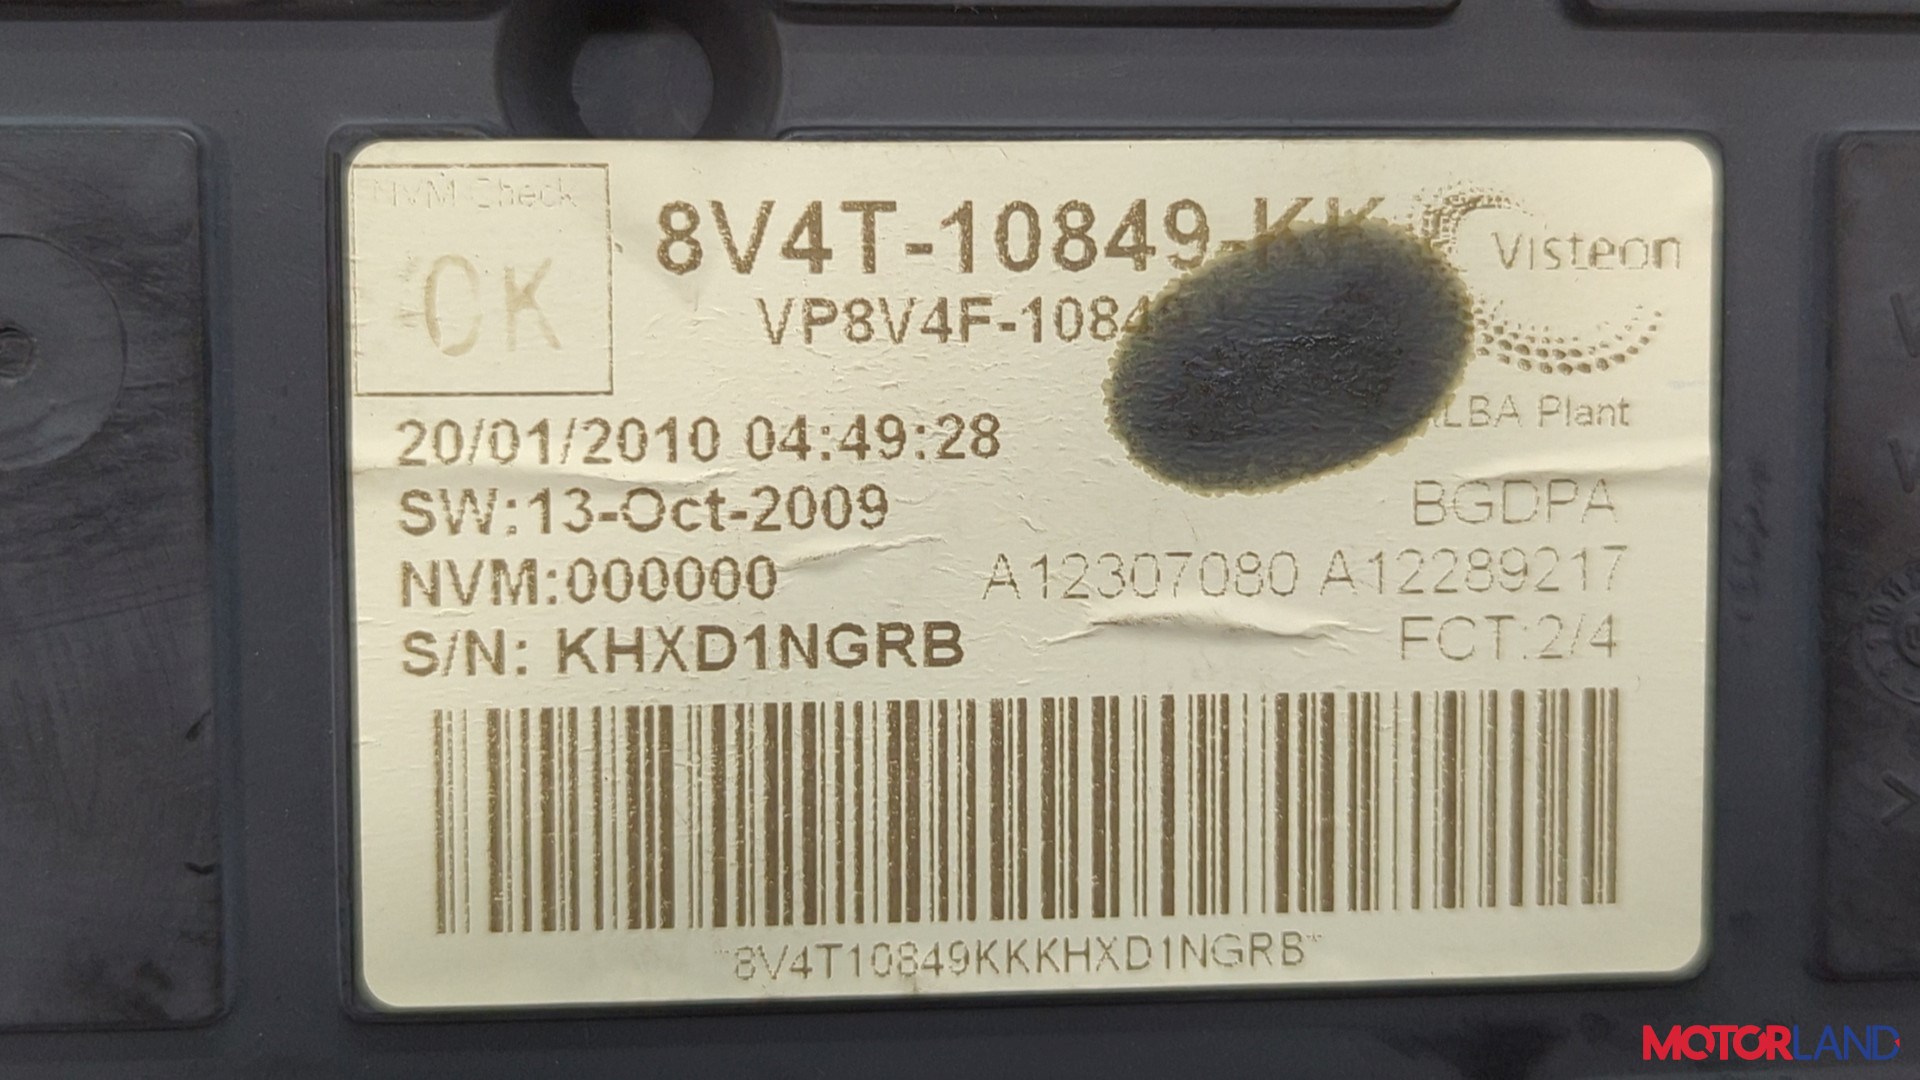 NVM Check
OK
8V4T-10849-KK
VP8V4F-1084
Visteon
Plant
20/01/2010 04:49:28
SW:13-Oct-2009
BGDPA
NVM:000000
A12307080 A12289217
S/N: KHXD1NGRB
FCT:2/4
*8V4T10849KKKHXD1NGRB*
MOTORLAND